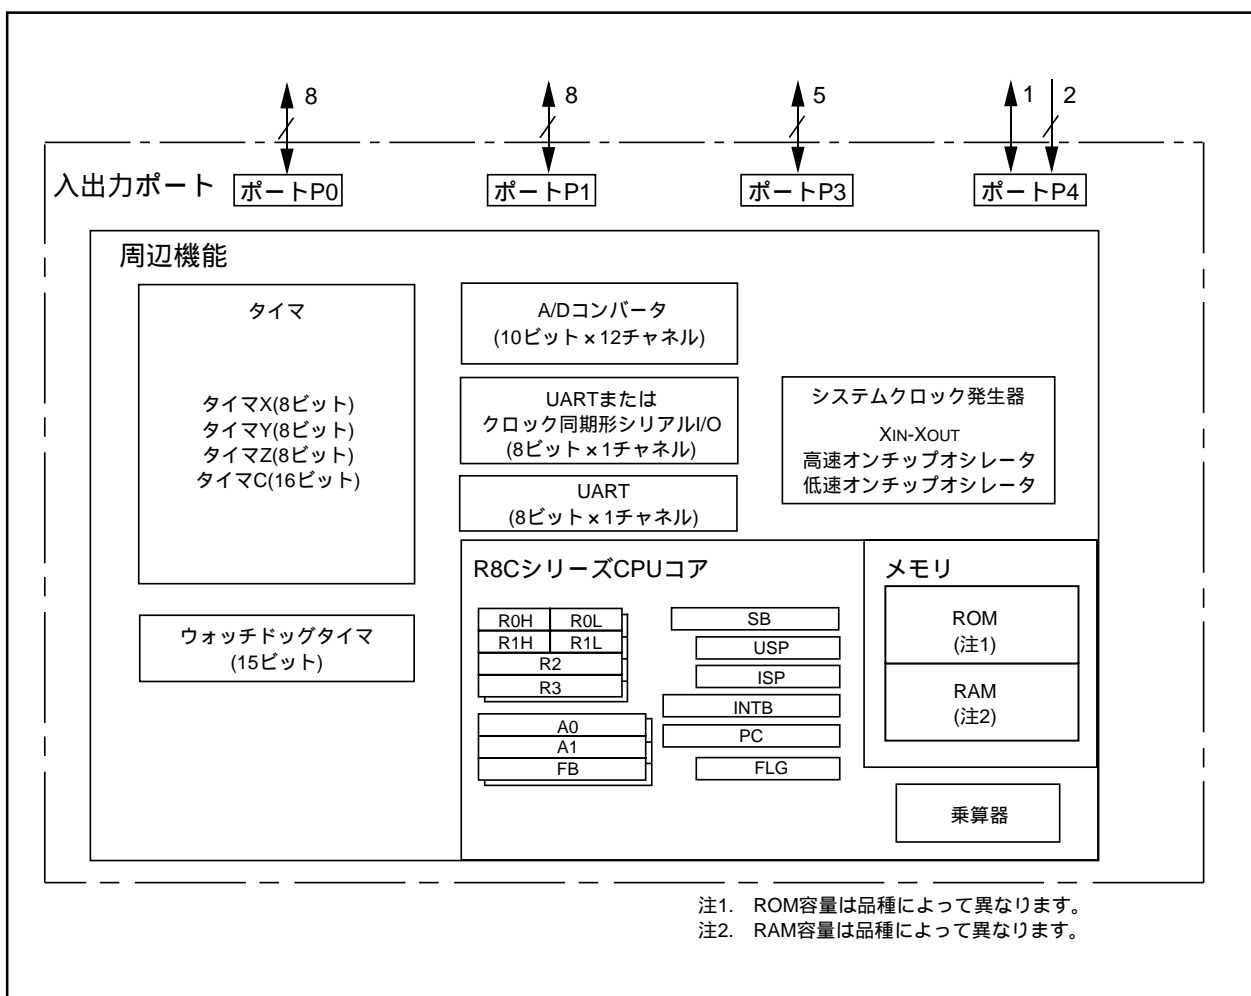 8
8
5
1
2
入出力ポート
ポートP0
ポートP1
ポートP3
ポートP4
周辺機能
タイマ
タイマX(8ビット)
タイマY(8ビット)
タイマZ(8ビット)
タイマC(16ビット)
ウォッチドッグタイマ
(15ビット)
A/Dコンバータ
(10ビット×12チャネル)
UARTまたは
クロック同期形シリアルI/O
(8ビット×1チャネル)
UART
(8ビット×1チャネル)
システムクロック発生器
XIN-XOUT
高速オンチップオシレータ
低速オンチップオシレータ
R8CシリーズCPUコア
R0H R0L
R1H R1L
R2
R3
A0
A1
FB
SB
USP
ISP
INTB
PC
FLG
メモリ
ROM
(注1)
RAM
(注2)
乗算器
注1. ROM容量は品種によって異なります。
注2. RAM容量は品種によって異なります。